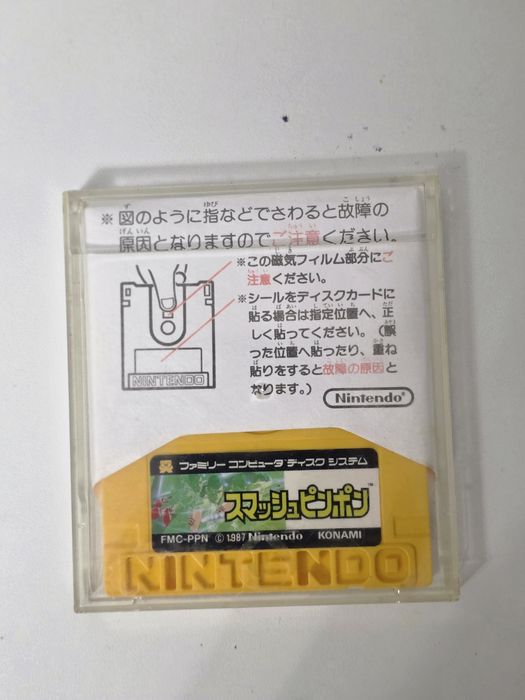 ※図のように指などでさわると故障の
原因となりますのでご注意ください。
※この磁気フィルム部分にご
注意ください。
※シールをディスクカードに
貼る場合は指定位置へ、正
しく貼ってください。(誤
った位置へ貼ったり、重ね
貼りをすると故障の原因と
なります。)
NINTENDO
Nintendo®
ファミリー コンピュータ ディスク システム
スマッシュピンポン™
FMC-PPN © 1987 Nintendo KONAMI
NINTENDO